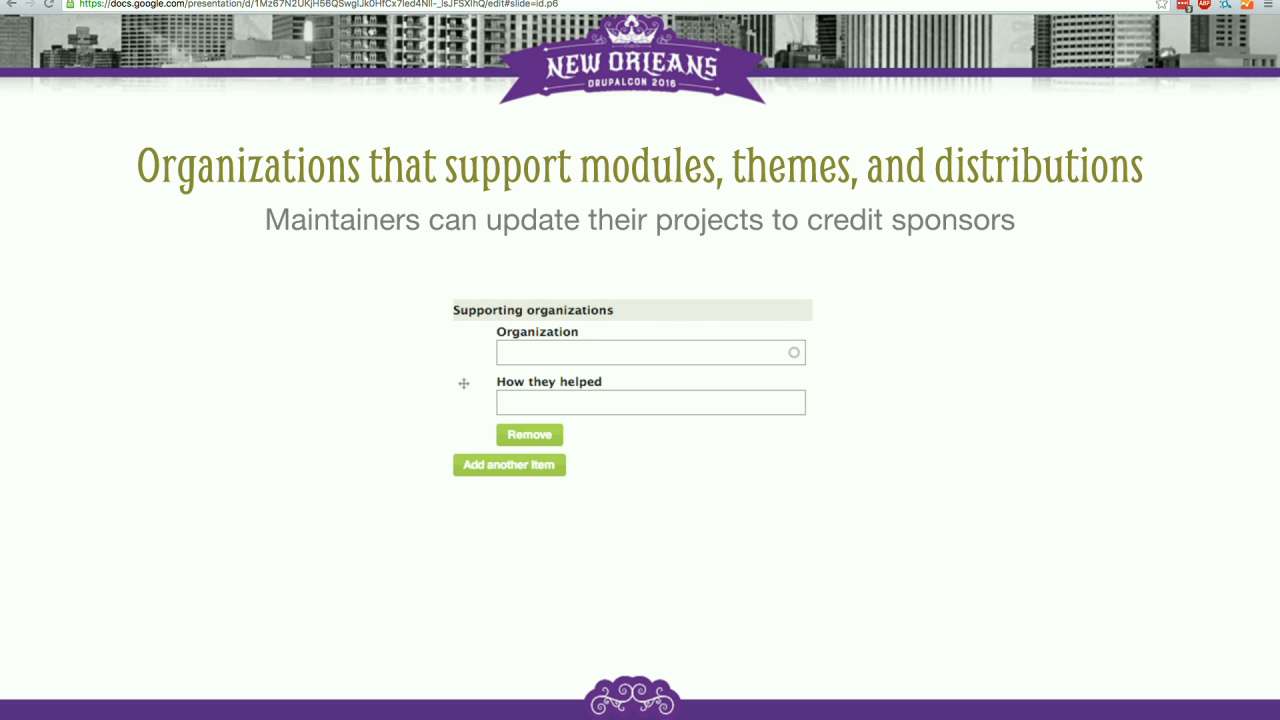 NEW ORLEANS
DRUPALCON 2016
Organizations that support modules, themes, and distributions
Maintainers can update their projects to credit sponsors
Supporting organizations
Organization
How they helped
Remove
Add another item